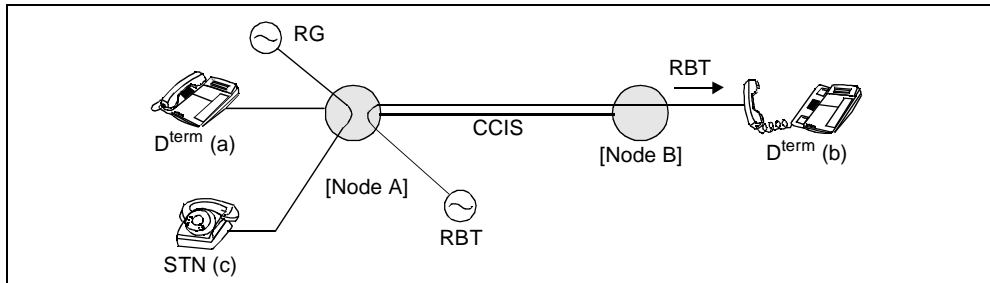 RG
RBT
Dterm (a)
CCIS
Dterm (b)
[Node B]
[Node A]
RBT
STN (c)